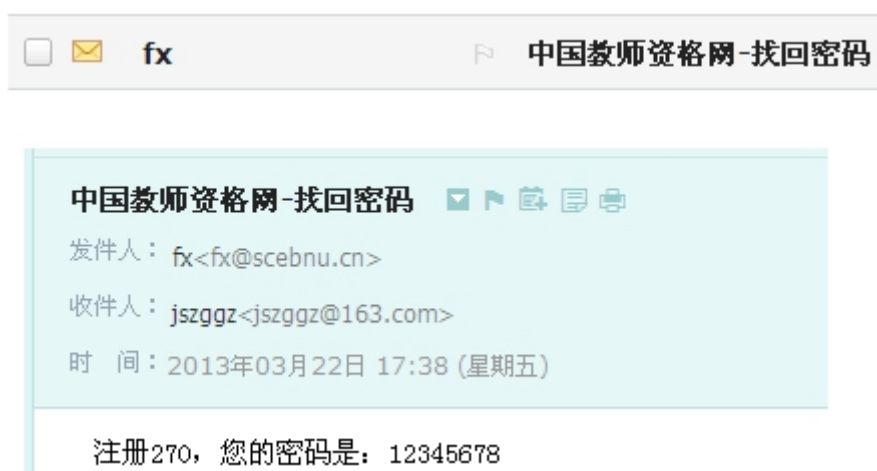 fx 中国教师资格网-找回密码
中国教师资格网-找回密码
发件人：fx<fx@scebnu.cn>
收件人：jszggz<jszggz@163.com>
时 间：2013年03月22日 17:38 (星期五)
注册270，您的密码是：12345678